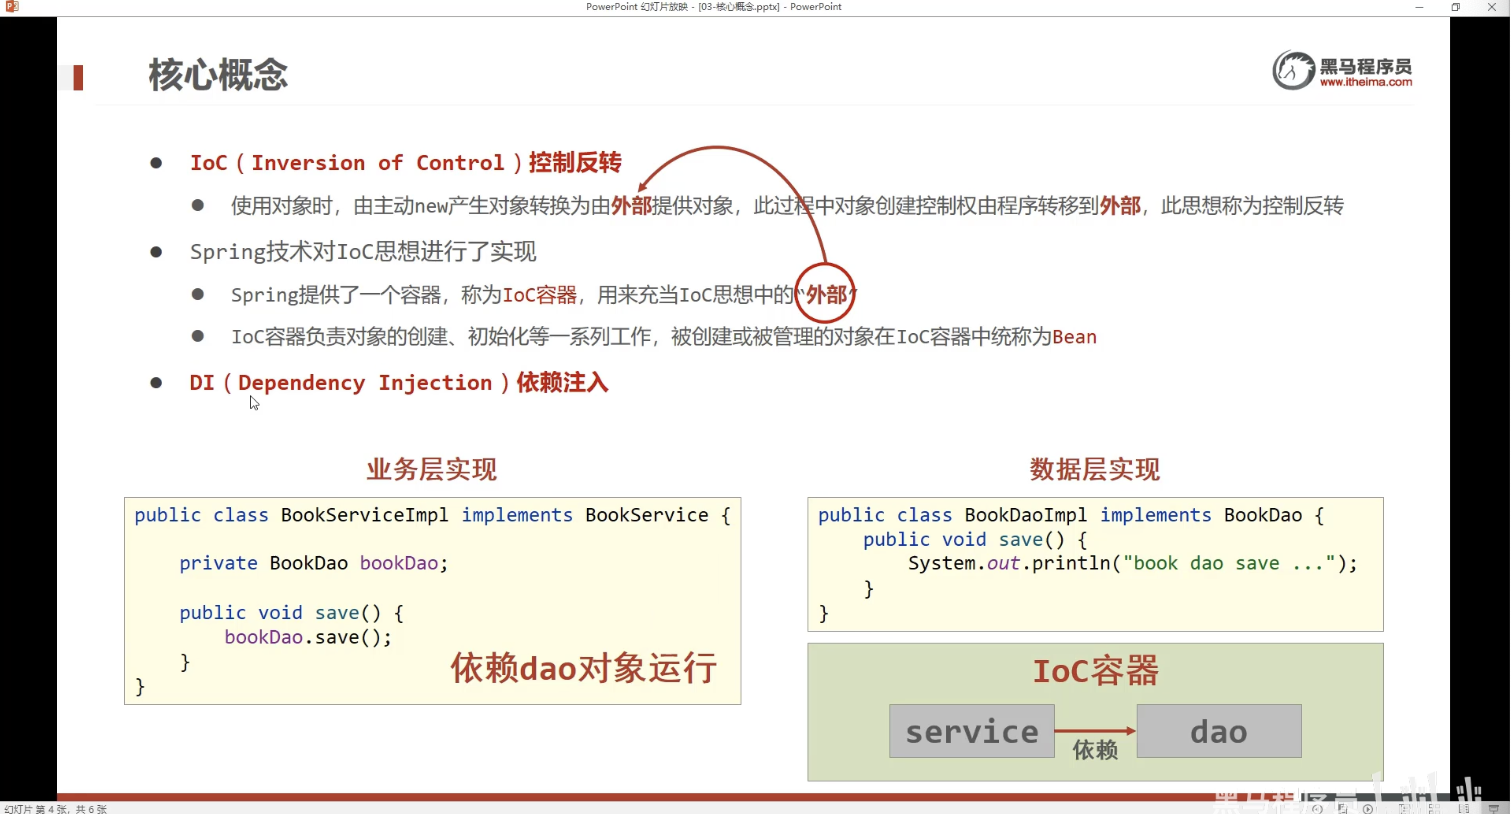 PowerPoint 幻灯片放映 - [03-核心概念.pptx] - PowerPoint
核心概念
黑马程序员
www.itheima.com
IoC（Inversion of Control）控制反转
使用对象时，由主动new产生对象转换为由外部提供对象，此过程中对象创建控制权由程序转移到外部，此思想称为控制反转
Spring技术对IoC思想进行了实现
Spring提供了一个容器，称为IoC容器，用来充当IoC思想中的“外部”
IoC容器负责对象的创建、初始化等一系列工作，被创建或被管理的对象在IoC容器中统称为Bean
DI（Dependency Injection）依赖注入
业务层实现
public class BookServiceImpl implements BookService {
private BookDao bookDao;
public void save() {
bookDao.save();
}
}
依赖dao对象运行
数据层实现
public class BookDaoImpl implements BookDao {
public void save() {
System.out.println("book dao save ...");
}
}
IoC容器
service
依赖
dao
幻灯片 第 4 张，共 6 张
黑马程序员